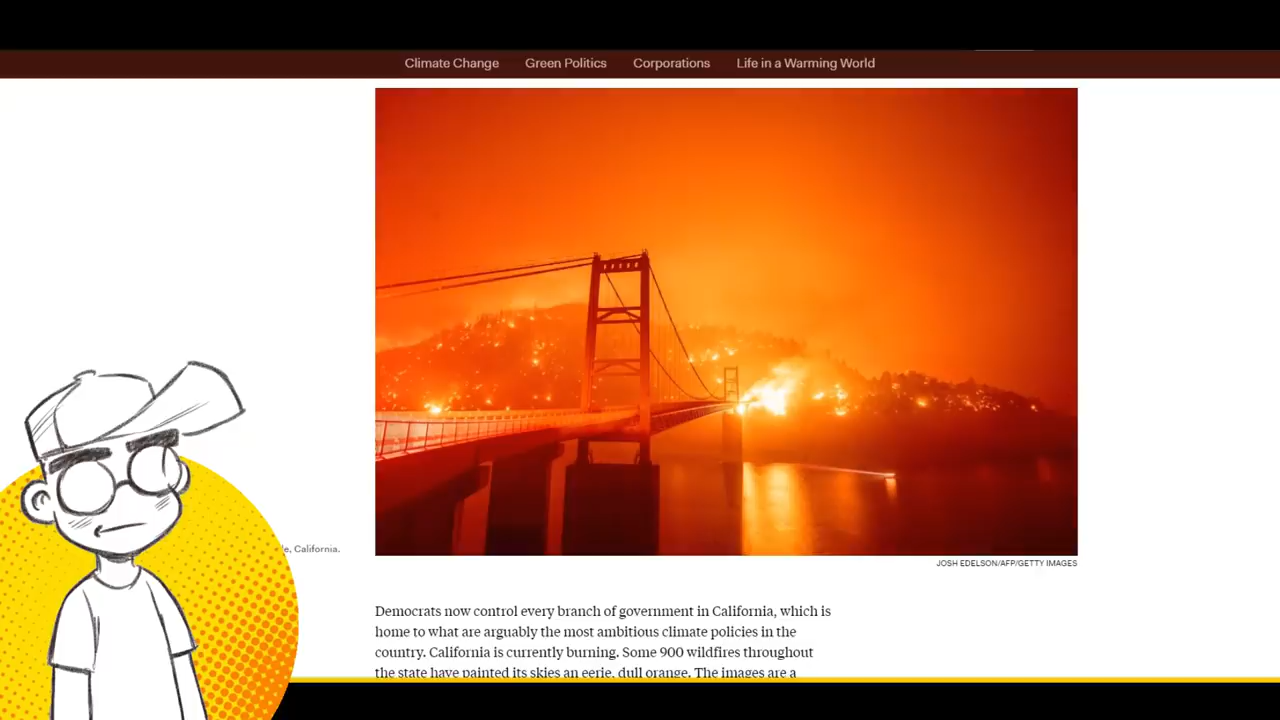 Climate Change Green Politics Corporations Life in a Warming World
le, California.
JOSH EDELSON/AFP/GETTY IMAGES
Democrats now control every branch of government in California, which is
home to what are arguably the most ambitious climate policies in the
country. California is currently burning. Some 900 wildfires throughout
the state have painted its skies an eerie, dull orange. The images are a